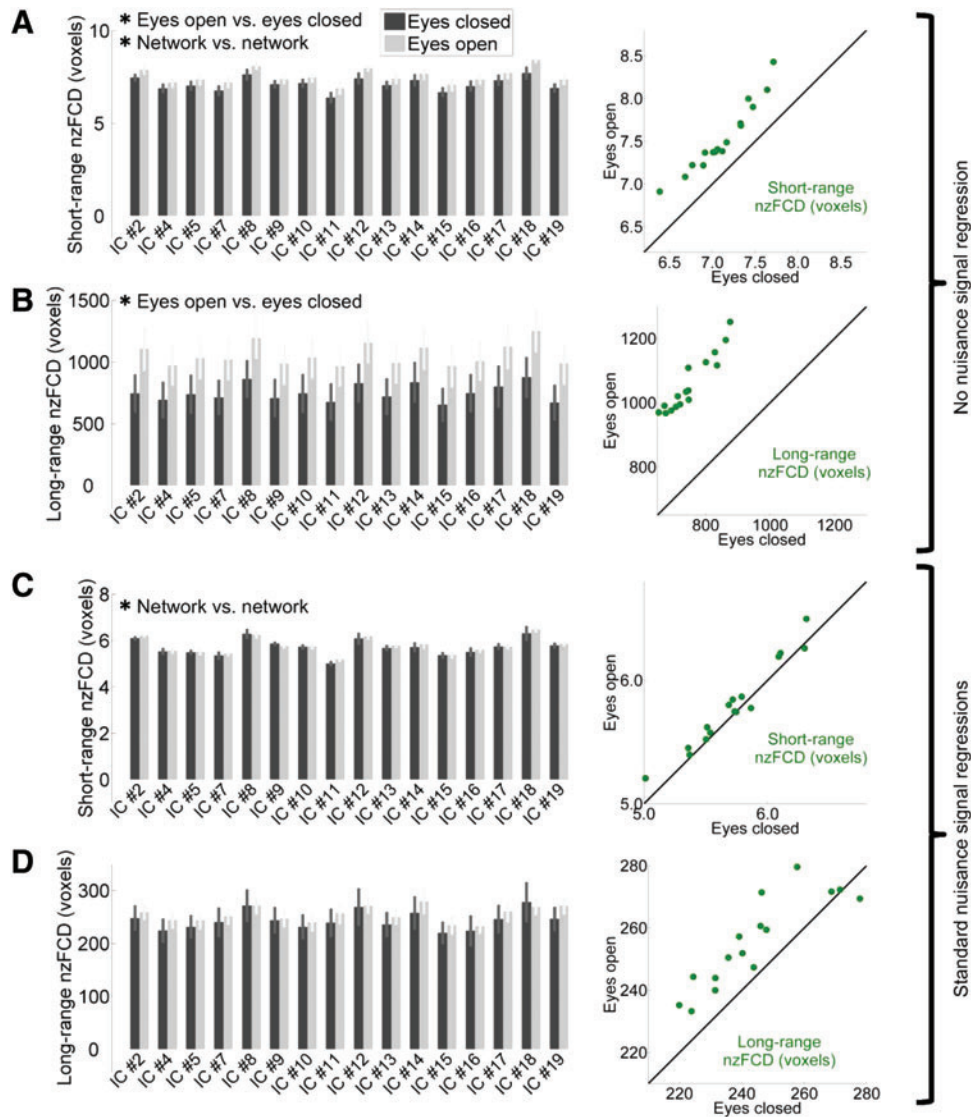 A
* Eyes open vs. eyes closed
* Network vs. network
Eyes closed
Eyes open
Short-range nzFCD (voxels)
10
5
0
IC #2 IC #4 IC #5 IC #7 IC #8 IC #9 IC #10 IC #11 IC #12 IC #13 IC #14 IC #15 IC #16 IC #17 IC #18 IC #19
Eyes open
8.5
8.0
7.5
7.0
6.5
Short-range
nzFCD (voxels)
6.5 7.0 7.5 8.0 8.5
Eyes closed
B
* Eyes open vs. eyes closed
Long-range nzFCD (voxels)
1500
1000
500
0
IC #2 IC #4 IC #5 IC #7 IC #8 IC #9 IC #10 IC #11 IC #12 IC #13 IC #14 IC #15 IC #16 IC #17 IC #18 IC #19
Eyes open
1200
1000
800
Long-range
nzFCD (voxels)
800 1000 1200
Eyes closed
No nuisance signal regression
C
* Network vs. network
Short-range nzFCD (voxels)
8
6
4
2
0
IC #2 IC #4 IC #5 IC #7 IC #8 IC #9 IC #10 IC #11 IC #12 IC #13 IC #14 IC #15 IC #16 IC #17 IC #18 IC #19
Eyes open
6.0
5.0
Short-range
nzFCD (voxels)
5.0 6.0
Eyes closed
D
Long-range nzFCD (voxels)
300
200
100
0
IC #2 IC #4 IC #5 IC #7 IC #8 IC #9 IC #10 IC #11 IC #12 IC #13 IC #14 IC #15 IC #16 IC #17 IC #18 IC #19
Eyes open
280
260
240
220
Long-range
nzFCD (voxels)
220 240 260 280
Eyes closed
Standard nuisance signal regressions